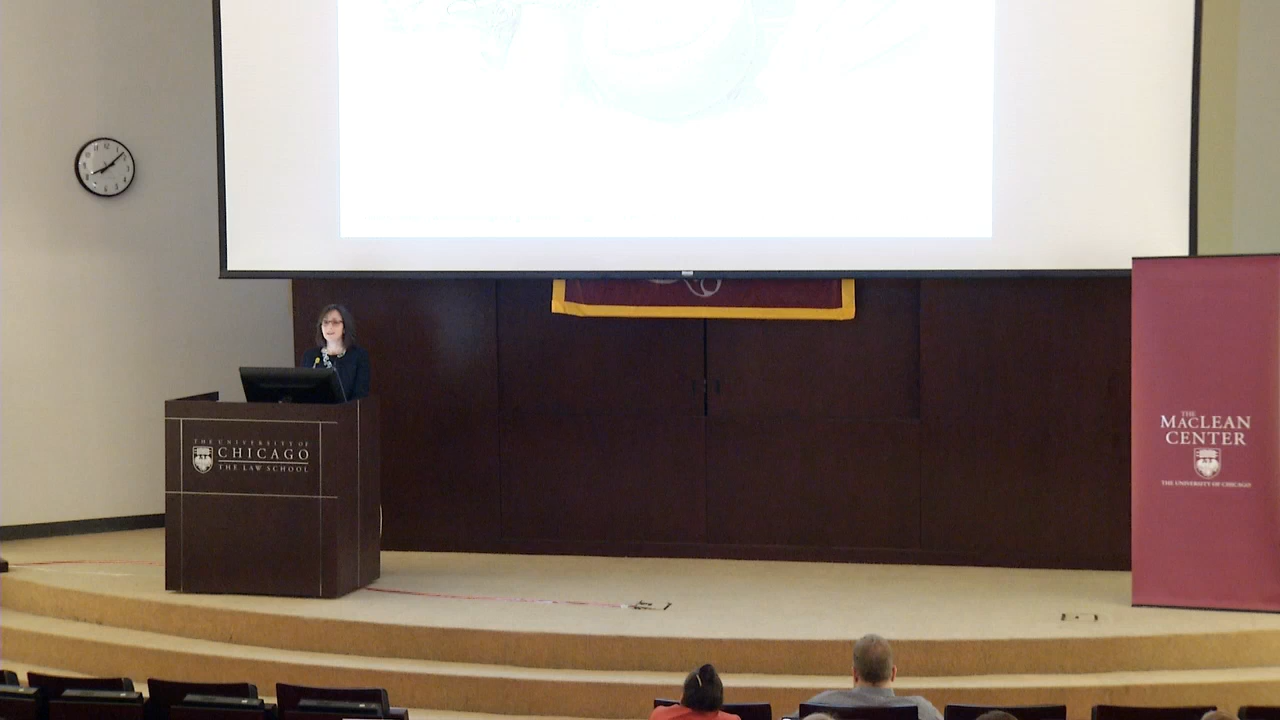 THE UNIVERSITY OF
CHICAGO
THE LAW SCHOOL
THE
MACLEAN
CENTER
THE UNIVERSITY OF CHICAGO